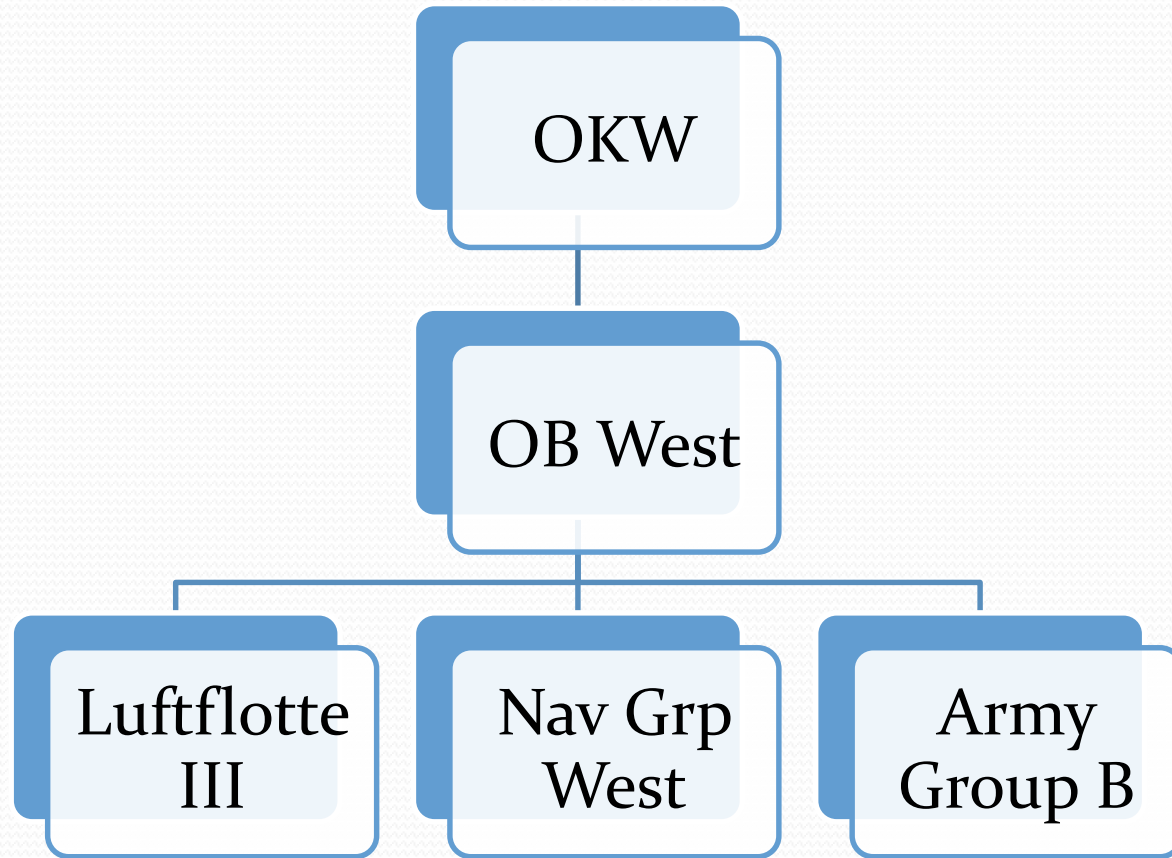 OKW
OB West
Luftflotte
III
Nav Grp
West
Army
Group B